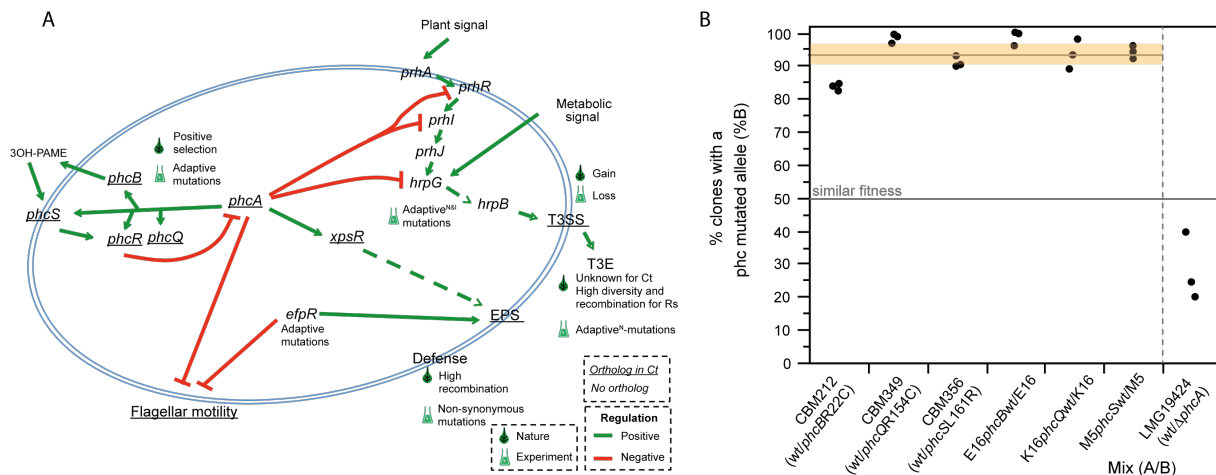 A
Plant signal
prhA
prhR
Metabolic
signal
prhI
Positive
selection
3OH-PAME
prhJ
phcB
Adaptive
mutations
hrpG
Gain
phcA
hrpB
Loss
phcS
Adaptive^N&I
mutations
T3SS
phcR
phcQ
xpsR
T3E
Unknown for Ct
High diversity and
recombination for Rs
efpR
Adaptive
mutations
EPS
Adaptive^N-mutations
Defense
High
recombination
Ortholog in Ct
No ortholog
Flagellar motility
Non-synonymous
mutations
Regulation
Nature
Positive
Experiment
Negative
B
% clones with a
phc mutated allele (%B)
100
90
80
70
60
similar fitness
50
40
30
20
10
0
CBM212
(wt/phcBR22C)
CBM349
(wt/phcQR154C)
CBM356
(wt/phcSL161R)
E16phcBwt/E16
K16phcQwt/K16
M5phcSwt/M5
LMG19424
(wt/ΔphcA)
Mix (A/B)